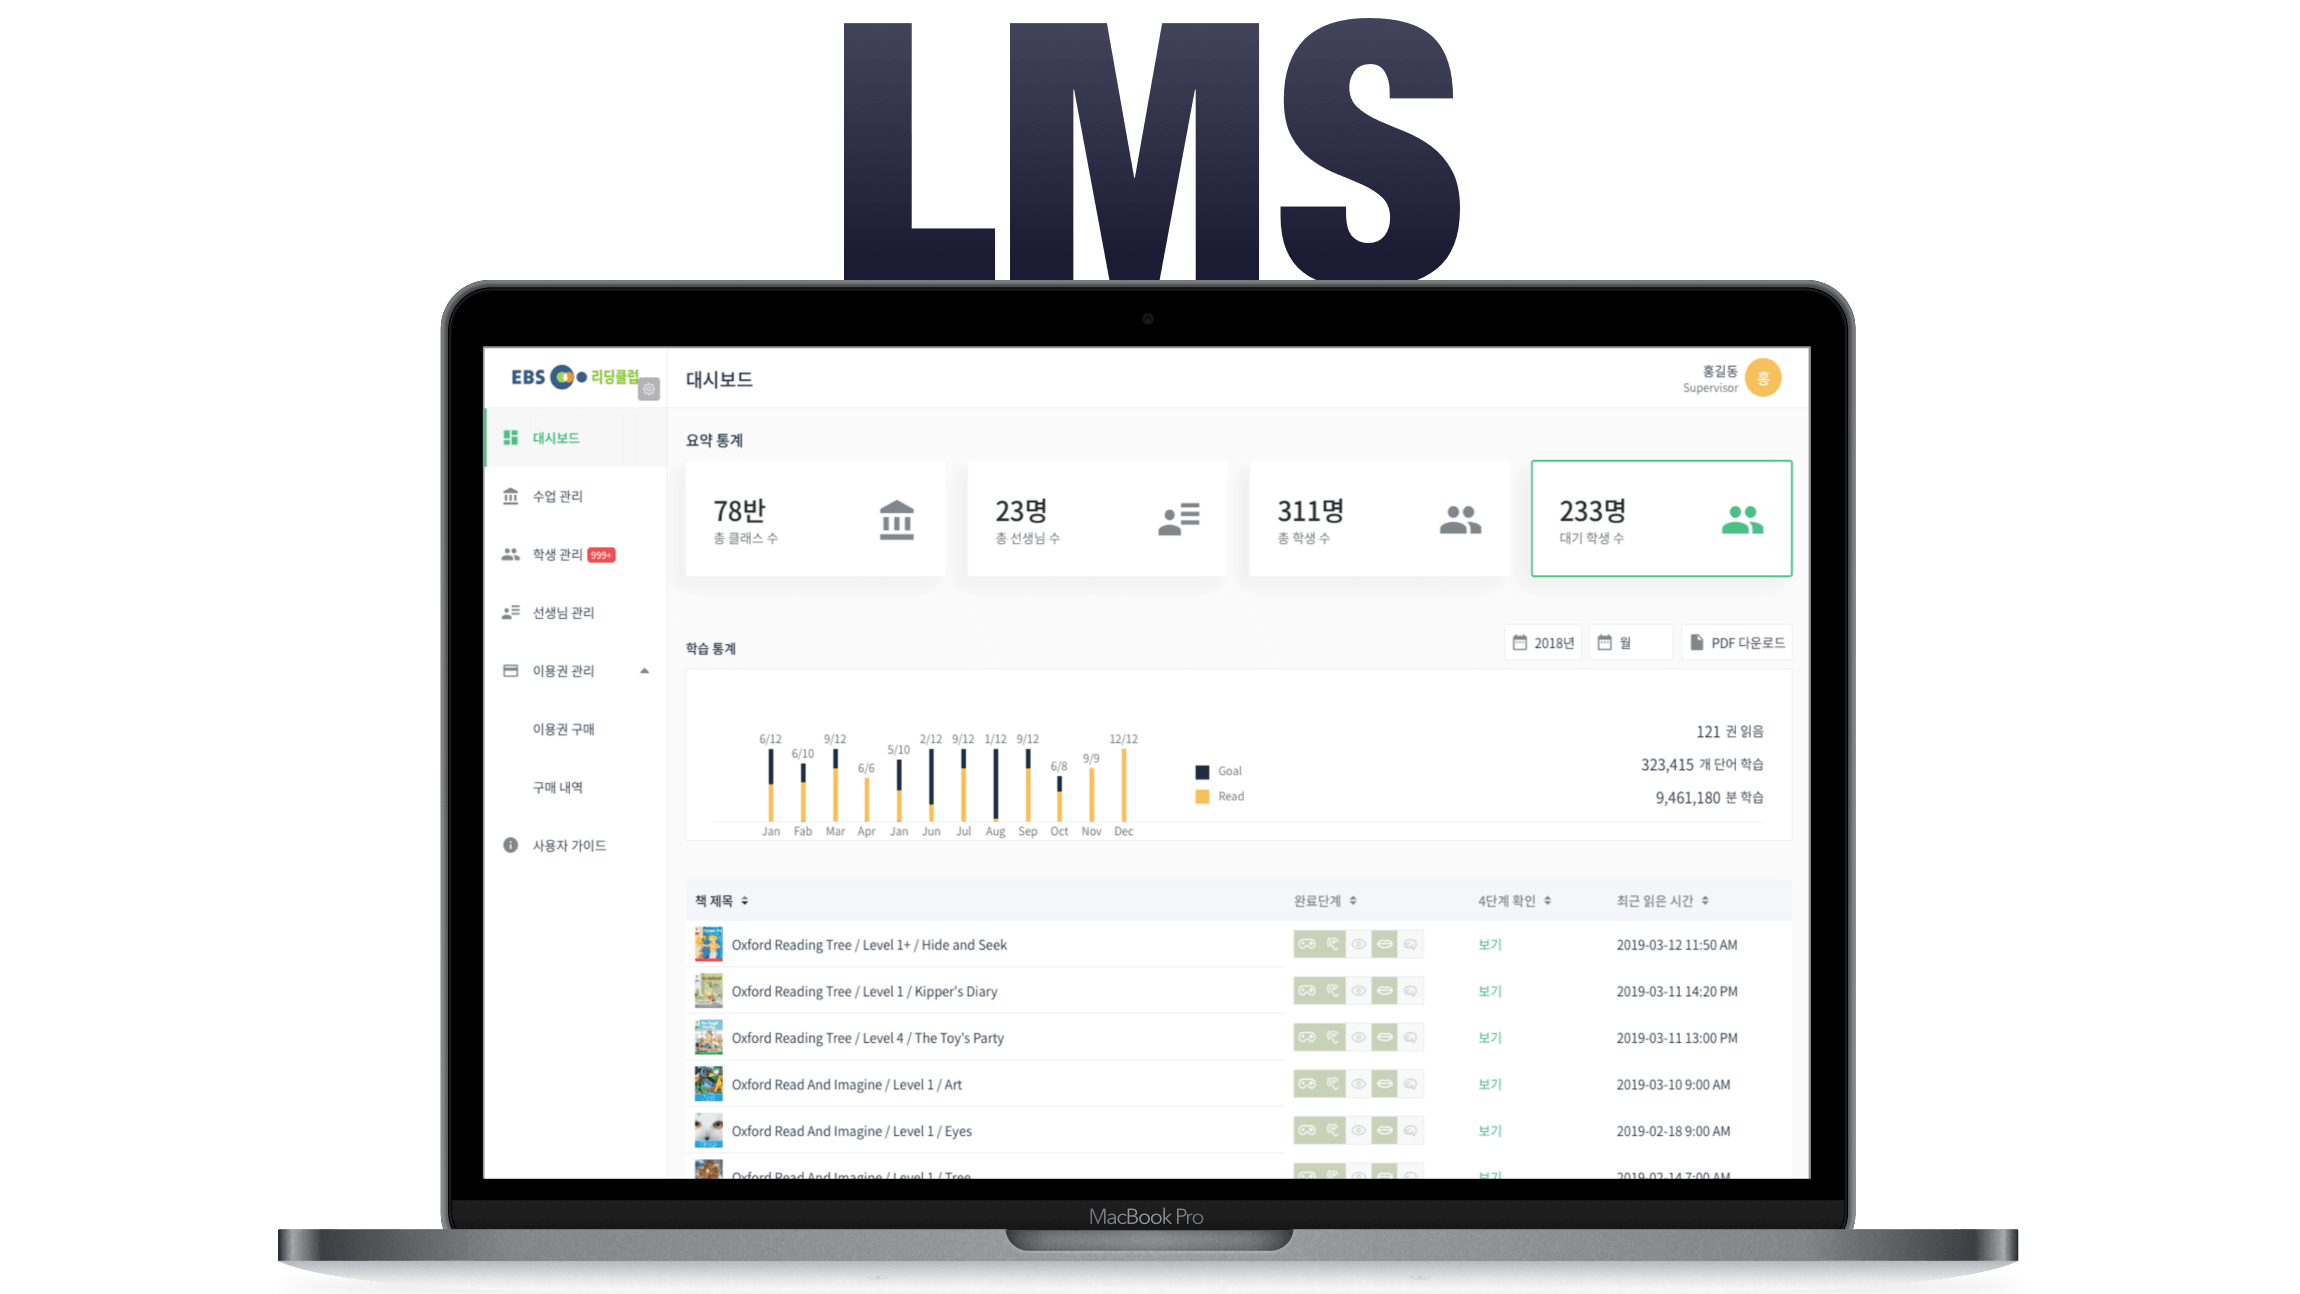 LMS
EBS 리딩클럽
대시보드
홍길동
Supervisor
홍
대시보드
수업 관리
학생 관리 999+
선생님 관리
이용권 관리
이용권 구매
구매 내역
사용자 가이드
요약 통계
78반
총 클래스 수
23명
총 선생님 수
311명
총 학생 수
233명
대기 학생 수
학습 통계
2018년
월
PDF 다운로드
6/12 6/10 9/12 6/6 5/10 2/12 9/12 1/12 9/12 6/8 9/9 12/12
Jan Fab Mar Apr Jan Jun Jul Aug Sep Oct Nov Dec
Goal
Read
121 권 읽음
323,415 개 단어 학습
9,461,180 분 학습
책 제목 완료단계 4단계 확인 최근 읽은 시간
Oxford Reading Tree / Level 1+ / Hide and Seek 보기 2019-03-12 11:50 AM
Oxford Reading Tree / Level 1 / Kipper's Diary 보기 2019-03-11 14:20 PM
Oxford Reading Tree / Level 4 / The Toy's Party 보기 2019-03-11 13:00 PM
Oxford Read And Imagine / Level 1 / Art 보기 2019-03-10 9:00 AM
Oxford Read And Imagine / Level 1 / Eyes 보기 2019-02-18 9:00 AM
Oxford Read And Imagine / Level 1 / Tree 보기 2019-02-14 7:00 AM
MacBook Pro